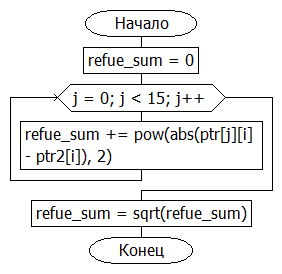 Начало
refue_sum = 0
j = 0; j < 15; j++
refue_sum += pow(abs(ptr[j][i]
- ptr2[i]), 2)
refue_sum = sqrt(refue_sum)
Конец